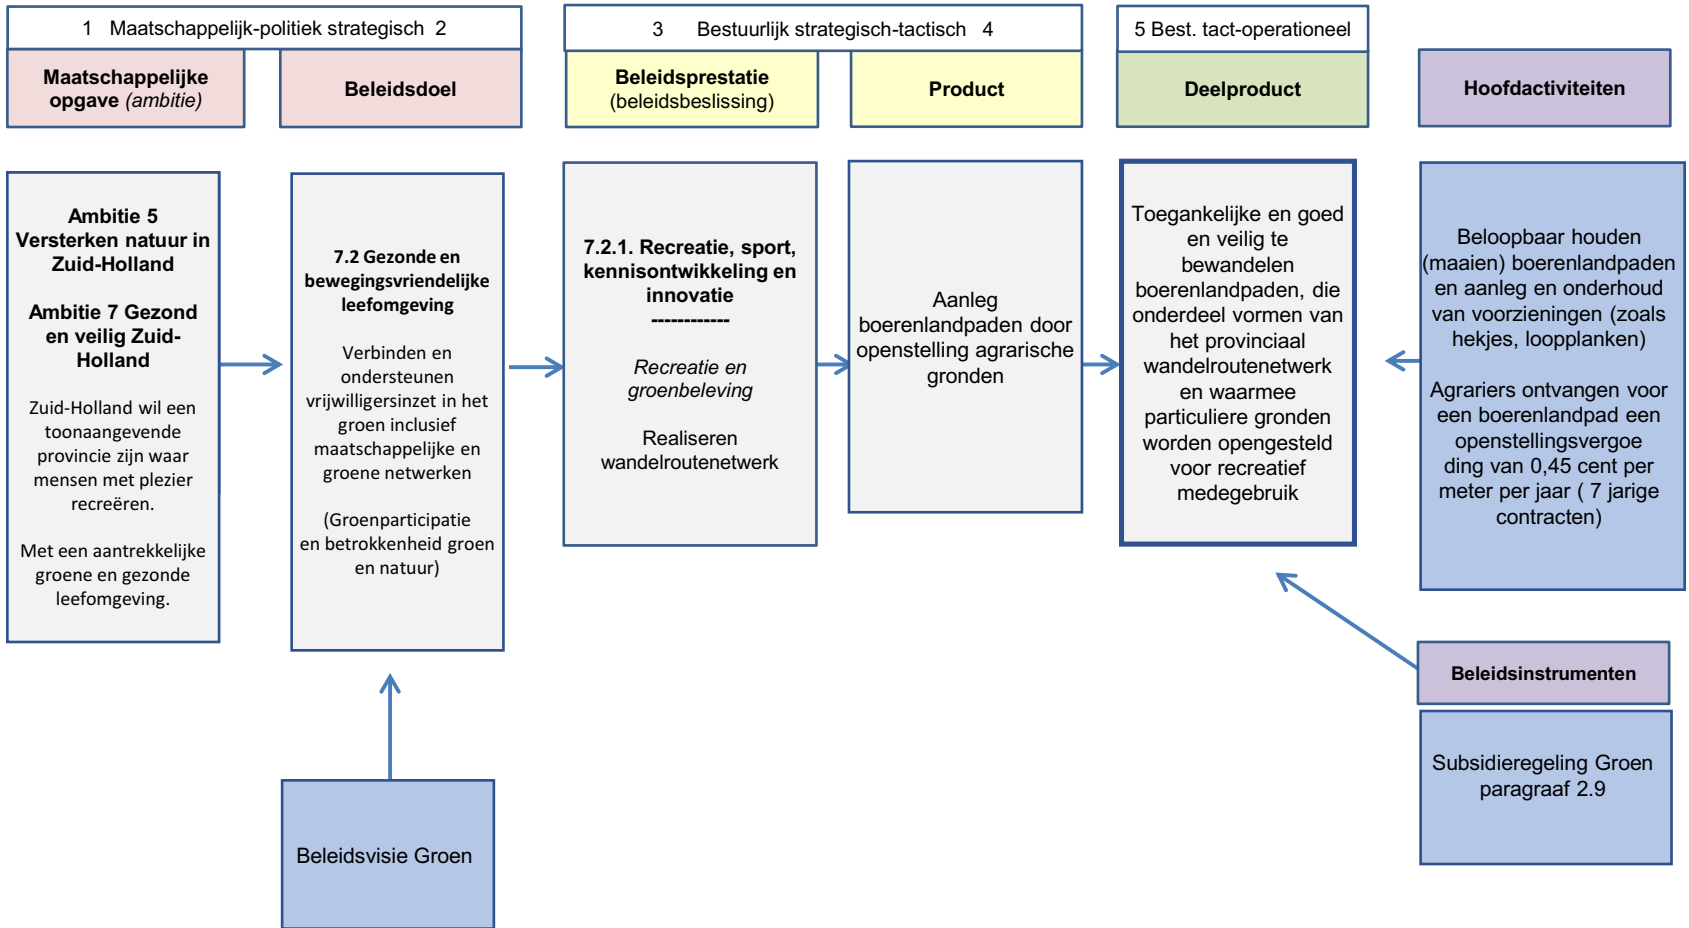 1 Maatschappelijk-politiek strategisch 2
3 Bestuurlijk strategisch-tactisch 4
5 Best. tact-operationeel
Maatschappelijke
opgave (ambitie)
Beleidsdoel
Beleidsprestatie
(beleidsbeslissing)
Product
Deelproduct
Hoofdactiviteiten
Ambitie 5
Versterken natuur in
Zuid-Holland
Ambitie 7 Gezond
en veilig Zuid-
Holland
Zuid-Holland wil een
toonaangevende
provincie zijn waar
mensen met plezier
recreëren.
Met een aantrekkelijke
groene en gezonde
leefomgeving.
7.2 Gezonde en
bewegingsvriendelijke
leefomgeving
Verbinden en
ondersteunen
vrijwilligersinzet in het
groen inclusief
maatschappelijke en
groene netwerken
(Groenparticipatie
en betrokkenheid groen
en natuur)
7.2.1. Recreatie, sport,
kennisontwikkeling en
innovatie
------------
Recreatie en
groenbeleving
Realiseren
wandelroutenetwerk
Aanleg
boerenlandpaden door
openstelling agrarische
gronden
Toegankelijke en goed
en veilig te
bewandelen
boerenlandpaden, die
onderdeel vormen van
het provinciaal
wandelroutenetwerk
en waarmee
particuliere gronden
worden opengesteld
voor recreatief
medegebruik
Beloopbaar houden
(maaien) boerenlandpaden
en aanleg en onderhoud
van voorzieningen (zoals
hekjes, loopplanken)
Agrariers ontvangen voor
een boerenlandpad een
openstellingsvergoe
ding van 0,45 cent per
meter per jaar ( 7 jarige
contracten)
Beleidsinstrumenten
Subsidieregeling Groen
paragraaf 2.9
Beleidsvisie Groen